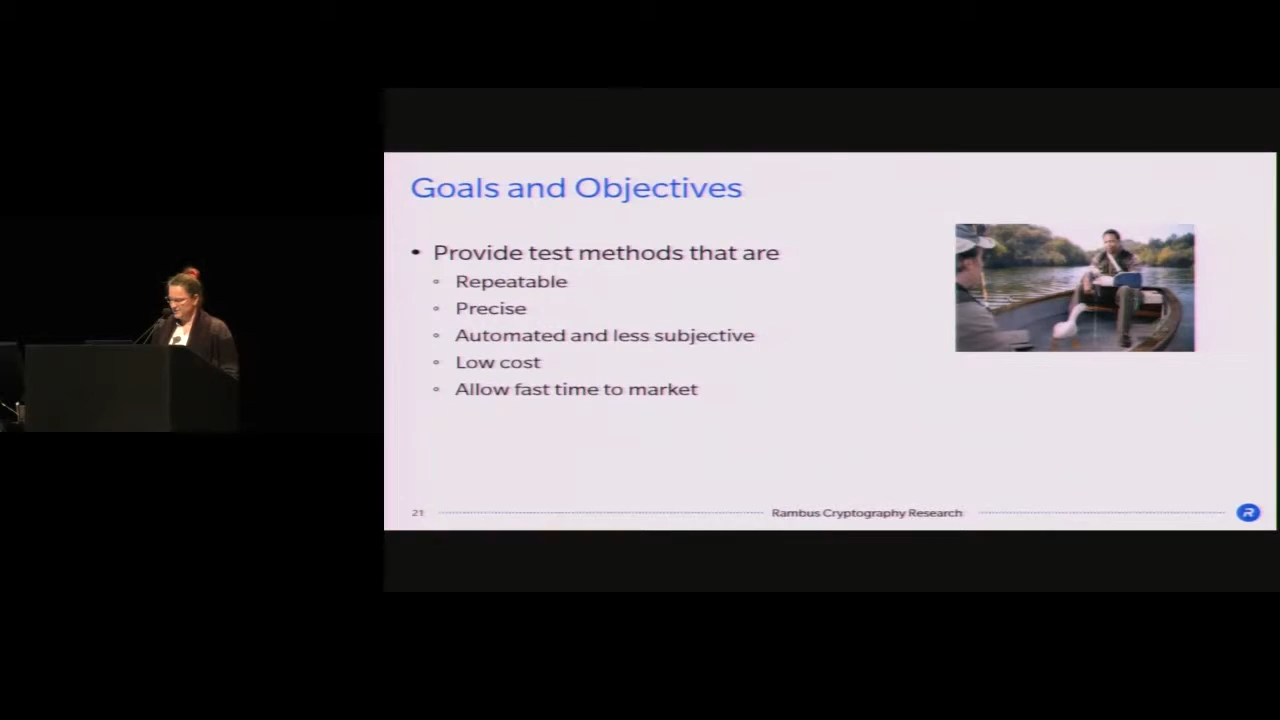 Goals and Objectives
• Provide test methods that are
◦ Repeatable
◦ Precise
◦ Automated and less subjective
◦ Low cost
◦ Allow fast time to market
21
Rambus Cryptography Research
R